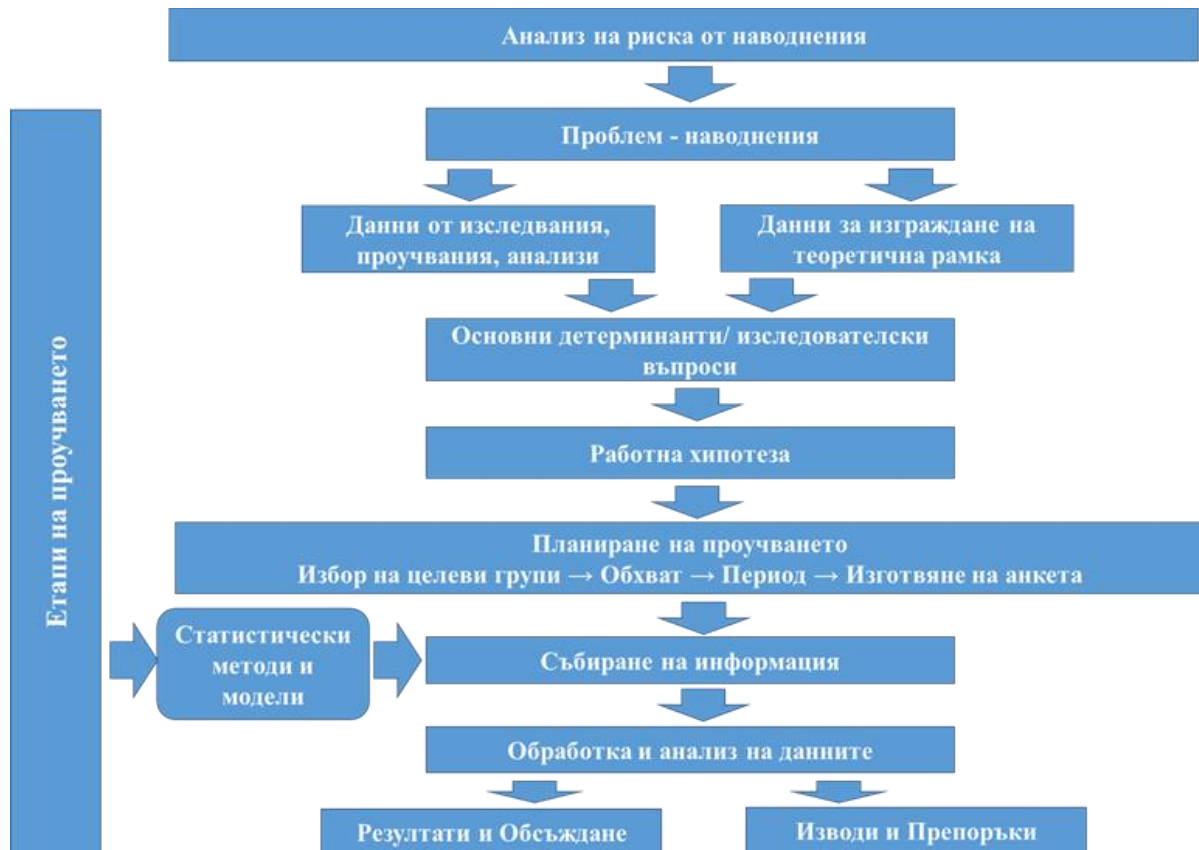 Анализ на риска от наводнения
Проблем - наводнения
Данни от изследвания,
проучвания, анализи
Данни за изграждане на
теоретична рамка
Основни детерминанти/ изследователски
въпроси
Работна хипотеза
Планиране на проучването
Избор на целеви групи → Обхват → Период → Изготвяне на анкета
Етапи на проучването
Статистически
методи и
модели
Събиране на информация
Обработка и анализ на данните
Резултати и Обсъждане
Изводи и Препоръки